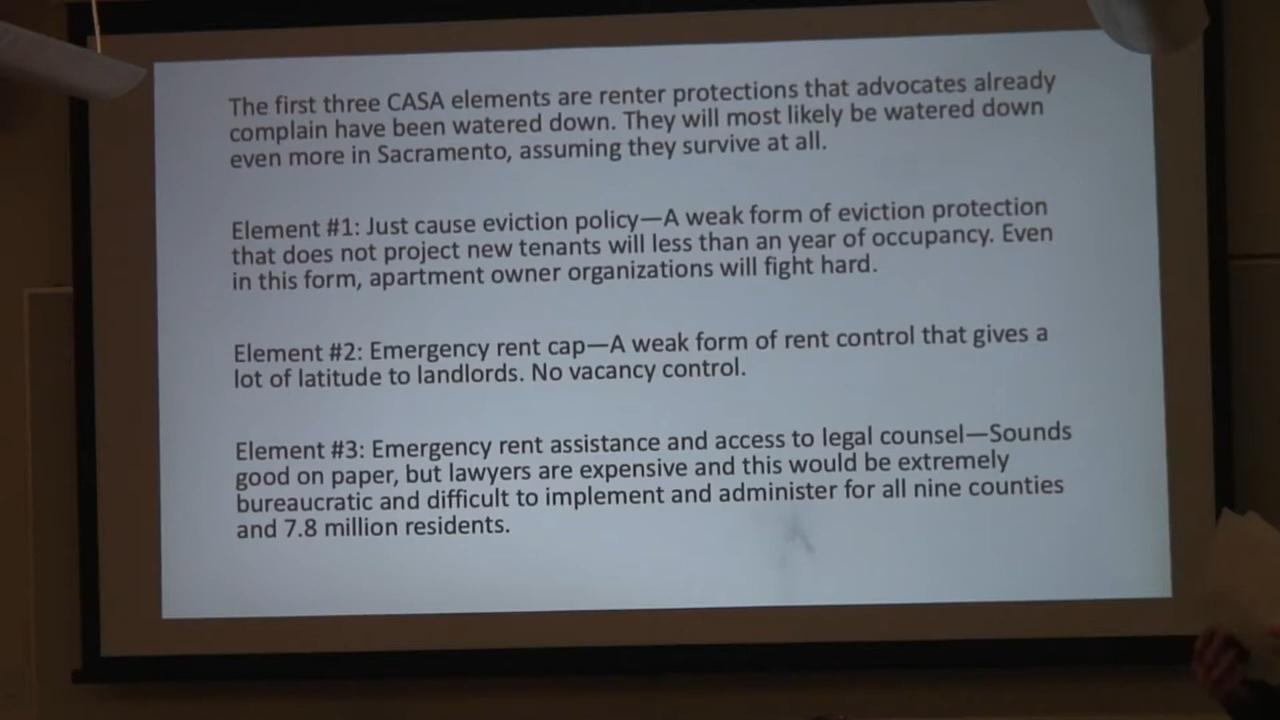 The first three CASA elements are renter protections that advocates already
complain have been watered down. They will most likely be watered down
even more in Sacramento, assuming they survive at all.
Element #1: Just cause eviction policy—A weak form of eviction protection
that does not project new tenants will less than an year of occupancy. Even
in this form, apartment owner organizations will fight hard.
Element #2: Emergency rent cap—A weak form of rent control that gives a
lot of latitude to landlords. No vacancy control.
Element #3: Emergency rent assistance and access to legal counsel—Sounds
good on paper, but lawyers are expensive and this would be extremely
bureaucratic and difficult to implement and administer for all nine counties
and 7.8 million residents.